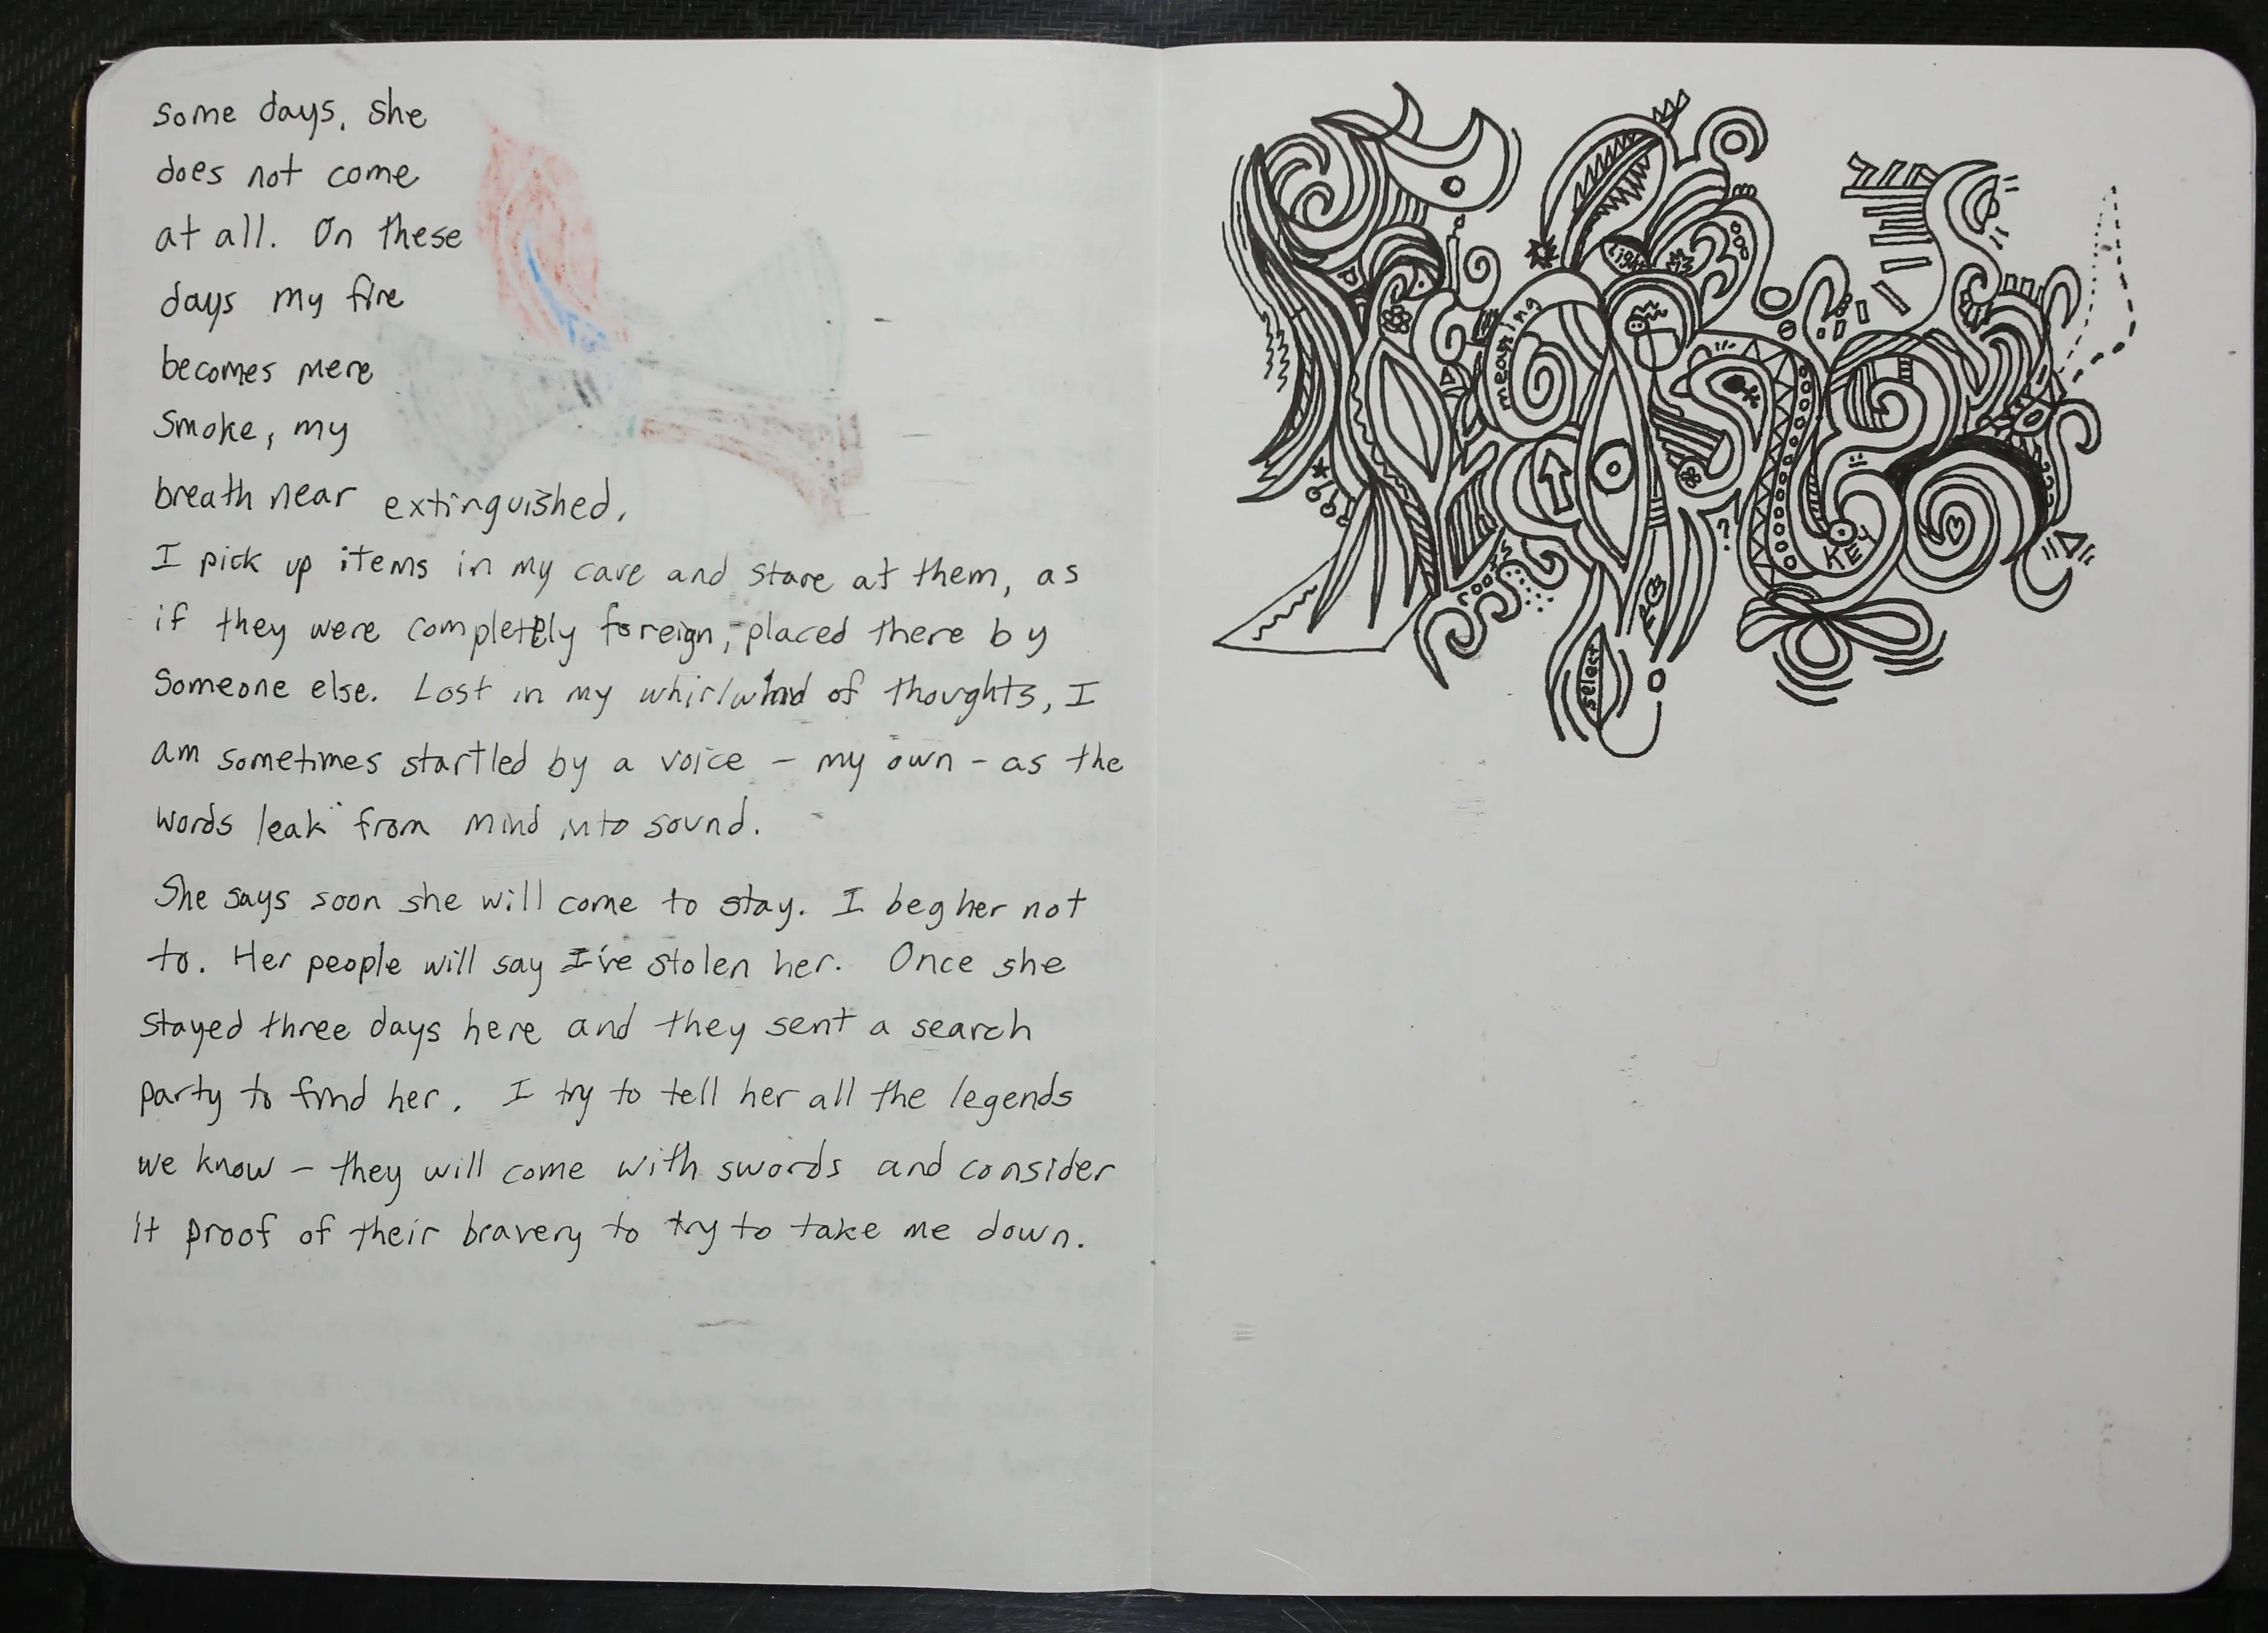 some days, she
does not come
at all. On these
days my fire
becomes mere
smoke, my
breath near extinguished.
I pick up items in my cave and stare at them, as
if they were completely foreign, placed there by
someone else. Lost in my whirlwind of thoughts, I
am sometimes startled by a voice – my own – as the
words leak from mind into sound.
She says soon she will come to stay. I beg her not
to. Her people will say I've stolen her. Once she
stayed three days here and they sent a search
party to find her. I try to tell her all the legends
we know – they will come with swords and consider
it proof of their bravery to try to take me down.
Light
meaning
KEY
roots
?
select